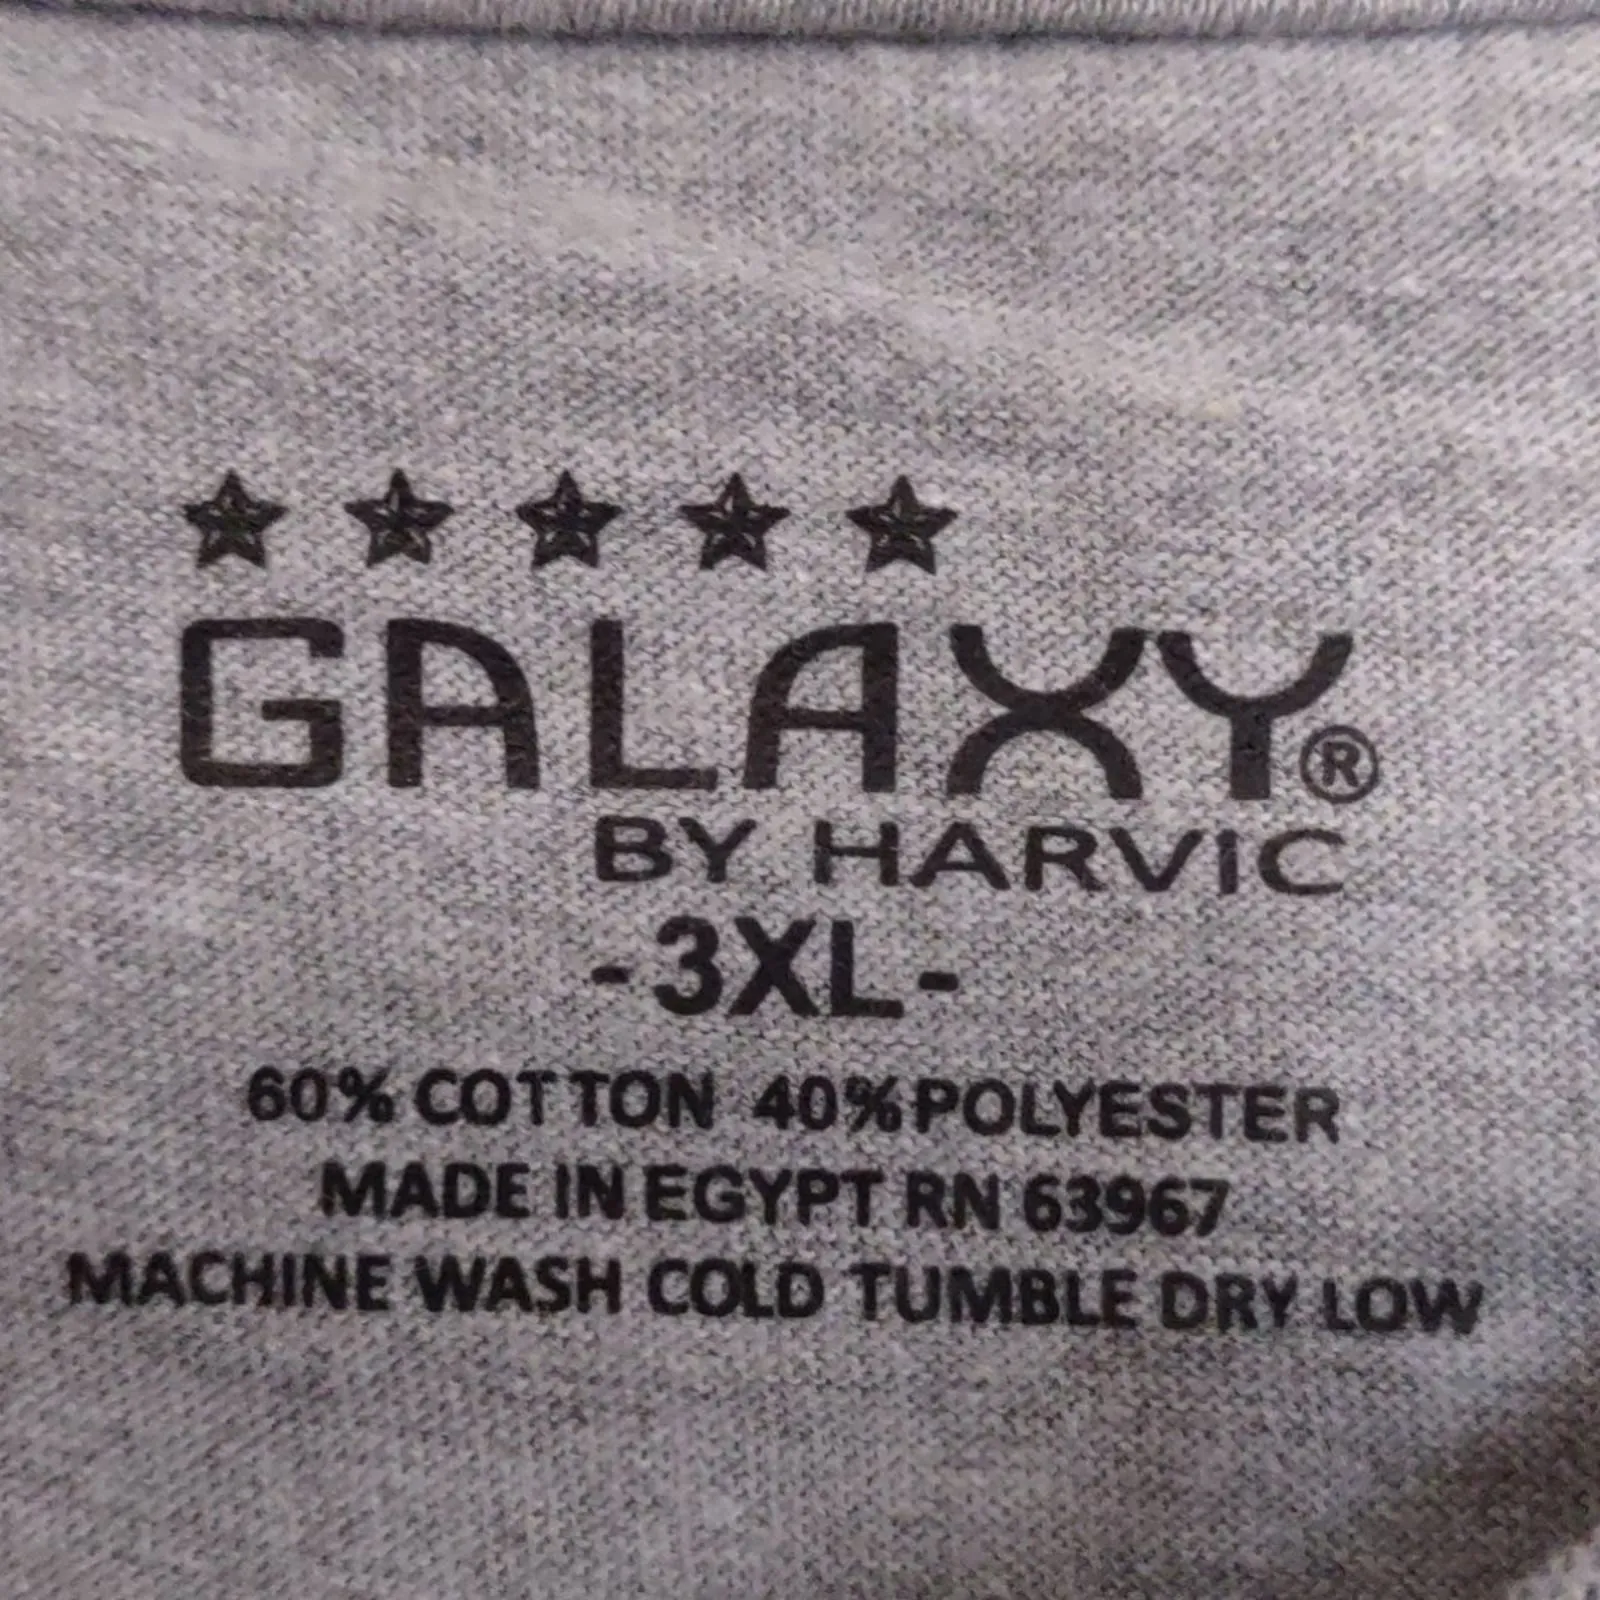 GALAXY®
BY HARVIC
-3XL-
60% COTTON 40% POLYESTER
MADE IN EGYPT RN 63967
MACHINE WASH COLD TUMBLE DRY LOW